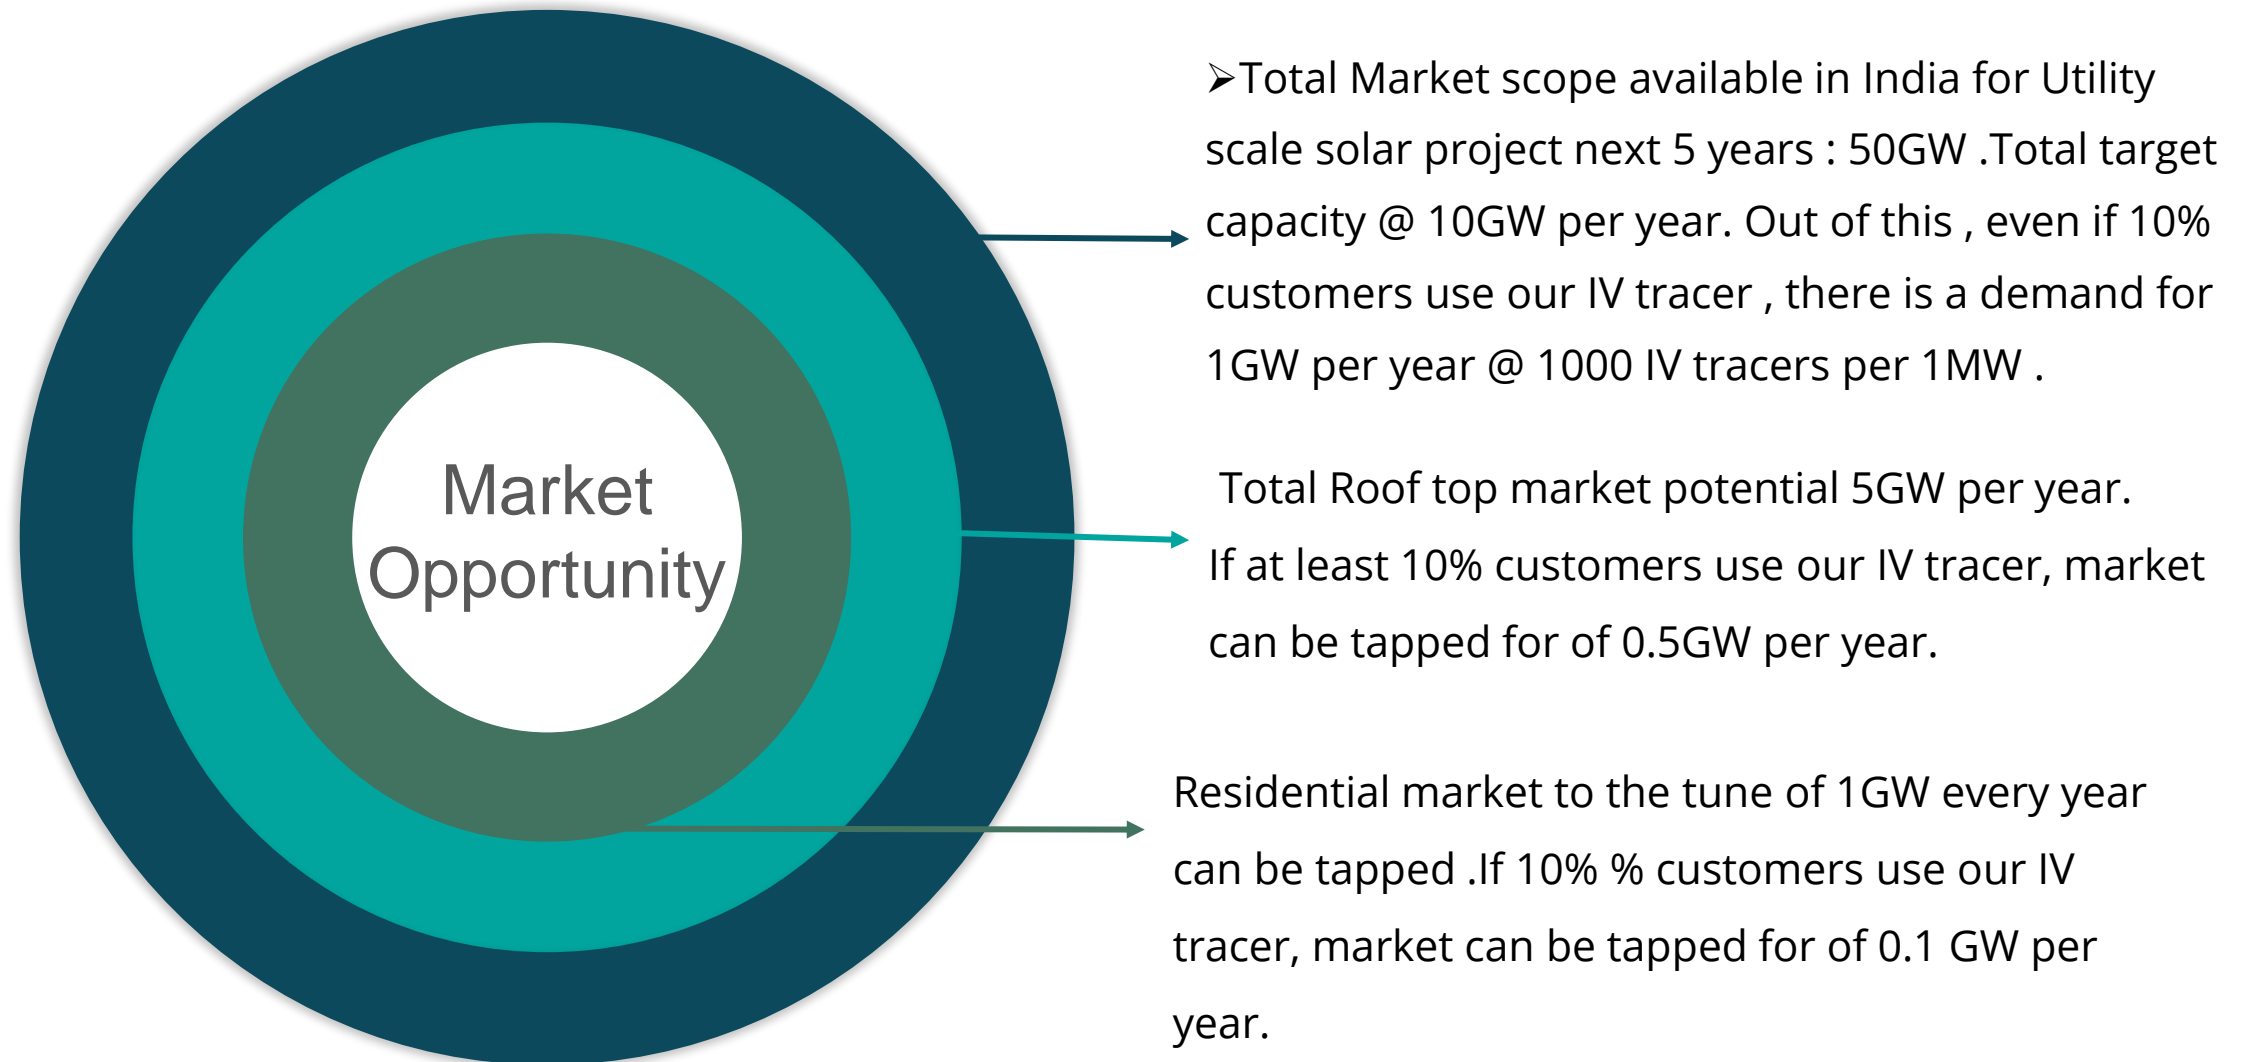 Market
Opportunity
➢Total Market scope available in India for Utility
scale solar project next 5 years : 50GW .Total target
capacity @ 10GW per year. Out of this , even if 10%
customers use our IV tracer , there is a demand for
1GW per year @ 1000 IV tracers per 1MW .
Total Roof top market potential 5GW per year.
If at least 10% customers use our IV tracer, market
can be tapped for of 0.5GW per year.
Residential market to the tune of 1GW every year
can be tapped .If 10% % customers use our IV
tracer, market can be tapped for of 0.1 GW per
year.